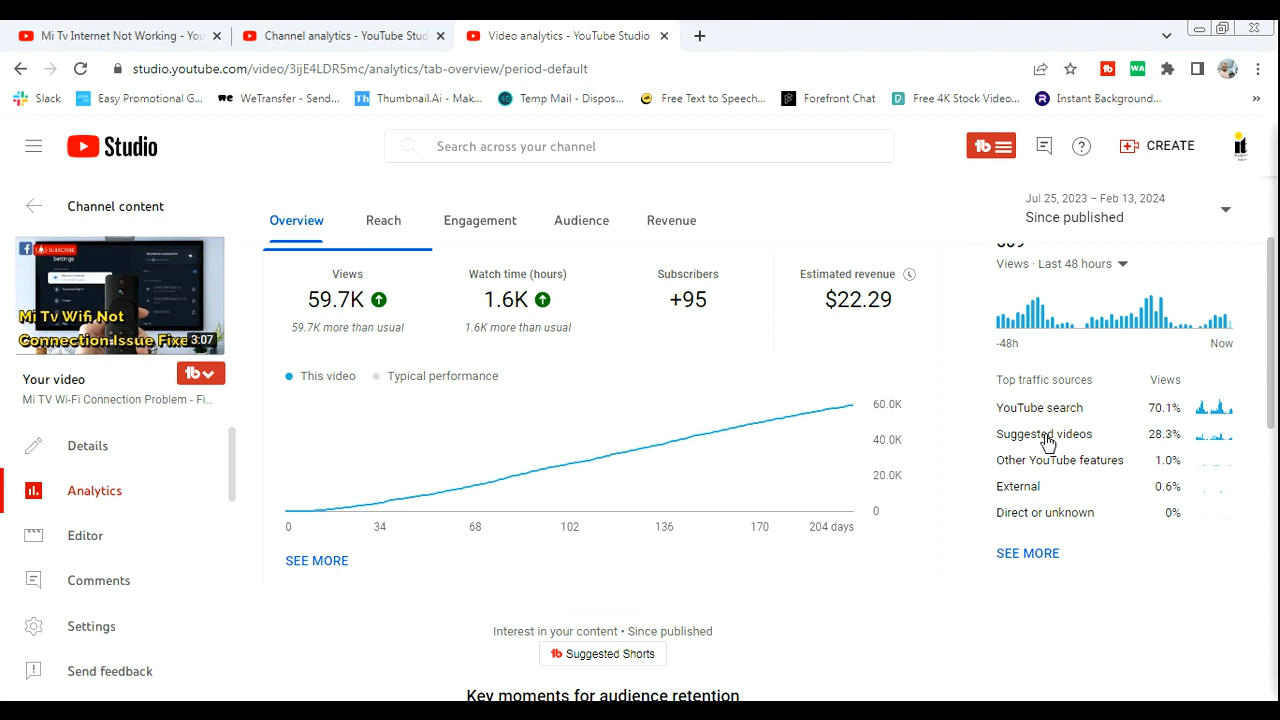 Mi Tv Internet Not Working - You
Channel analytics - YouTube Stud
Video analytics - YouTube Studio
studio.youtube.com/video/3ijE4LDR5mc/analytics/tab-overview/period-default
Slack
Easy Promotional G...
WeTransfer - Send...
Thumbnail.Ai - Mak...
Temp Mail - Dispos...
Free Text to Speech...
Forefront Chat
Free 4K Stock Video...
Instant Background...
»
Studio
Search across your channel
CREATE
Channel content
Overview
Reach
Engagement
Audience
Revenue
Jul 25, 2023 – Feb 13, 2024
Since published
SUBSCRIBE
Settings
Mi Tv Wifi Not
Connection Issue Fixe
3:07
Your video
Mi TV Wi-Fi Connection Problem - Fi...
Details
Analytics
Editor
Comments
Settings
Send feedback
Views
59.7K
59.7K more than usual
Watch time (hours)
1.6K
1.6K more than usual
Subscribers
+95
Estimated revenue
$22.29
This video
Typical performance
60.0K
40.0K
20.0K
0
0 34 68 102 136 170 204 days
SEE MORE
Views · Last 48 hours
-48h
Now
Top traffic sources Views
YouTube search 70.1%
Suggested videos 28.3%
Other YouTube features 1.0%
External 0.6%
Direct or unknown 0%
SEE MORE
Interest in your content • Since published
Suggested Shorts
Key moments for audience retention